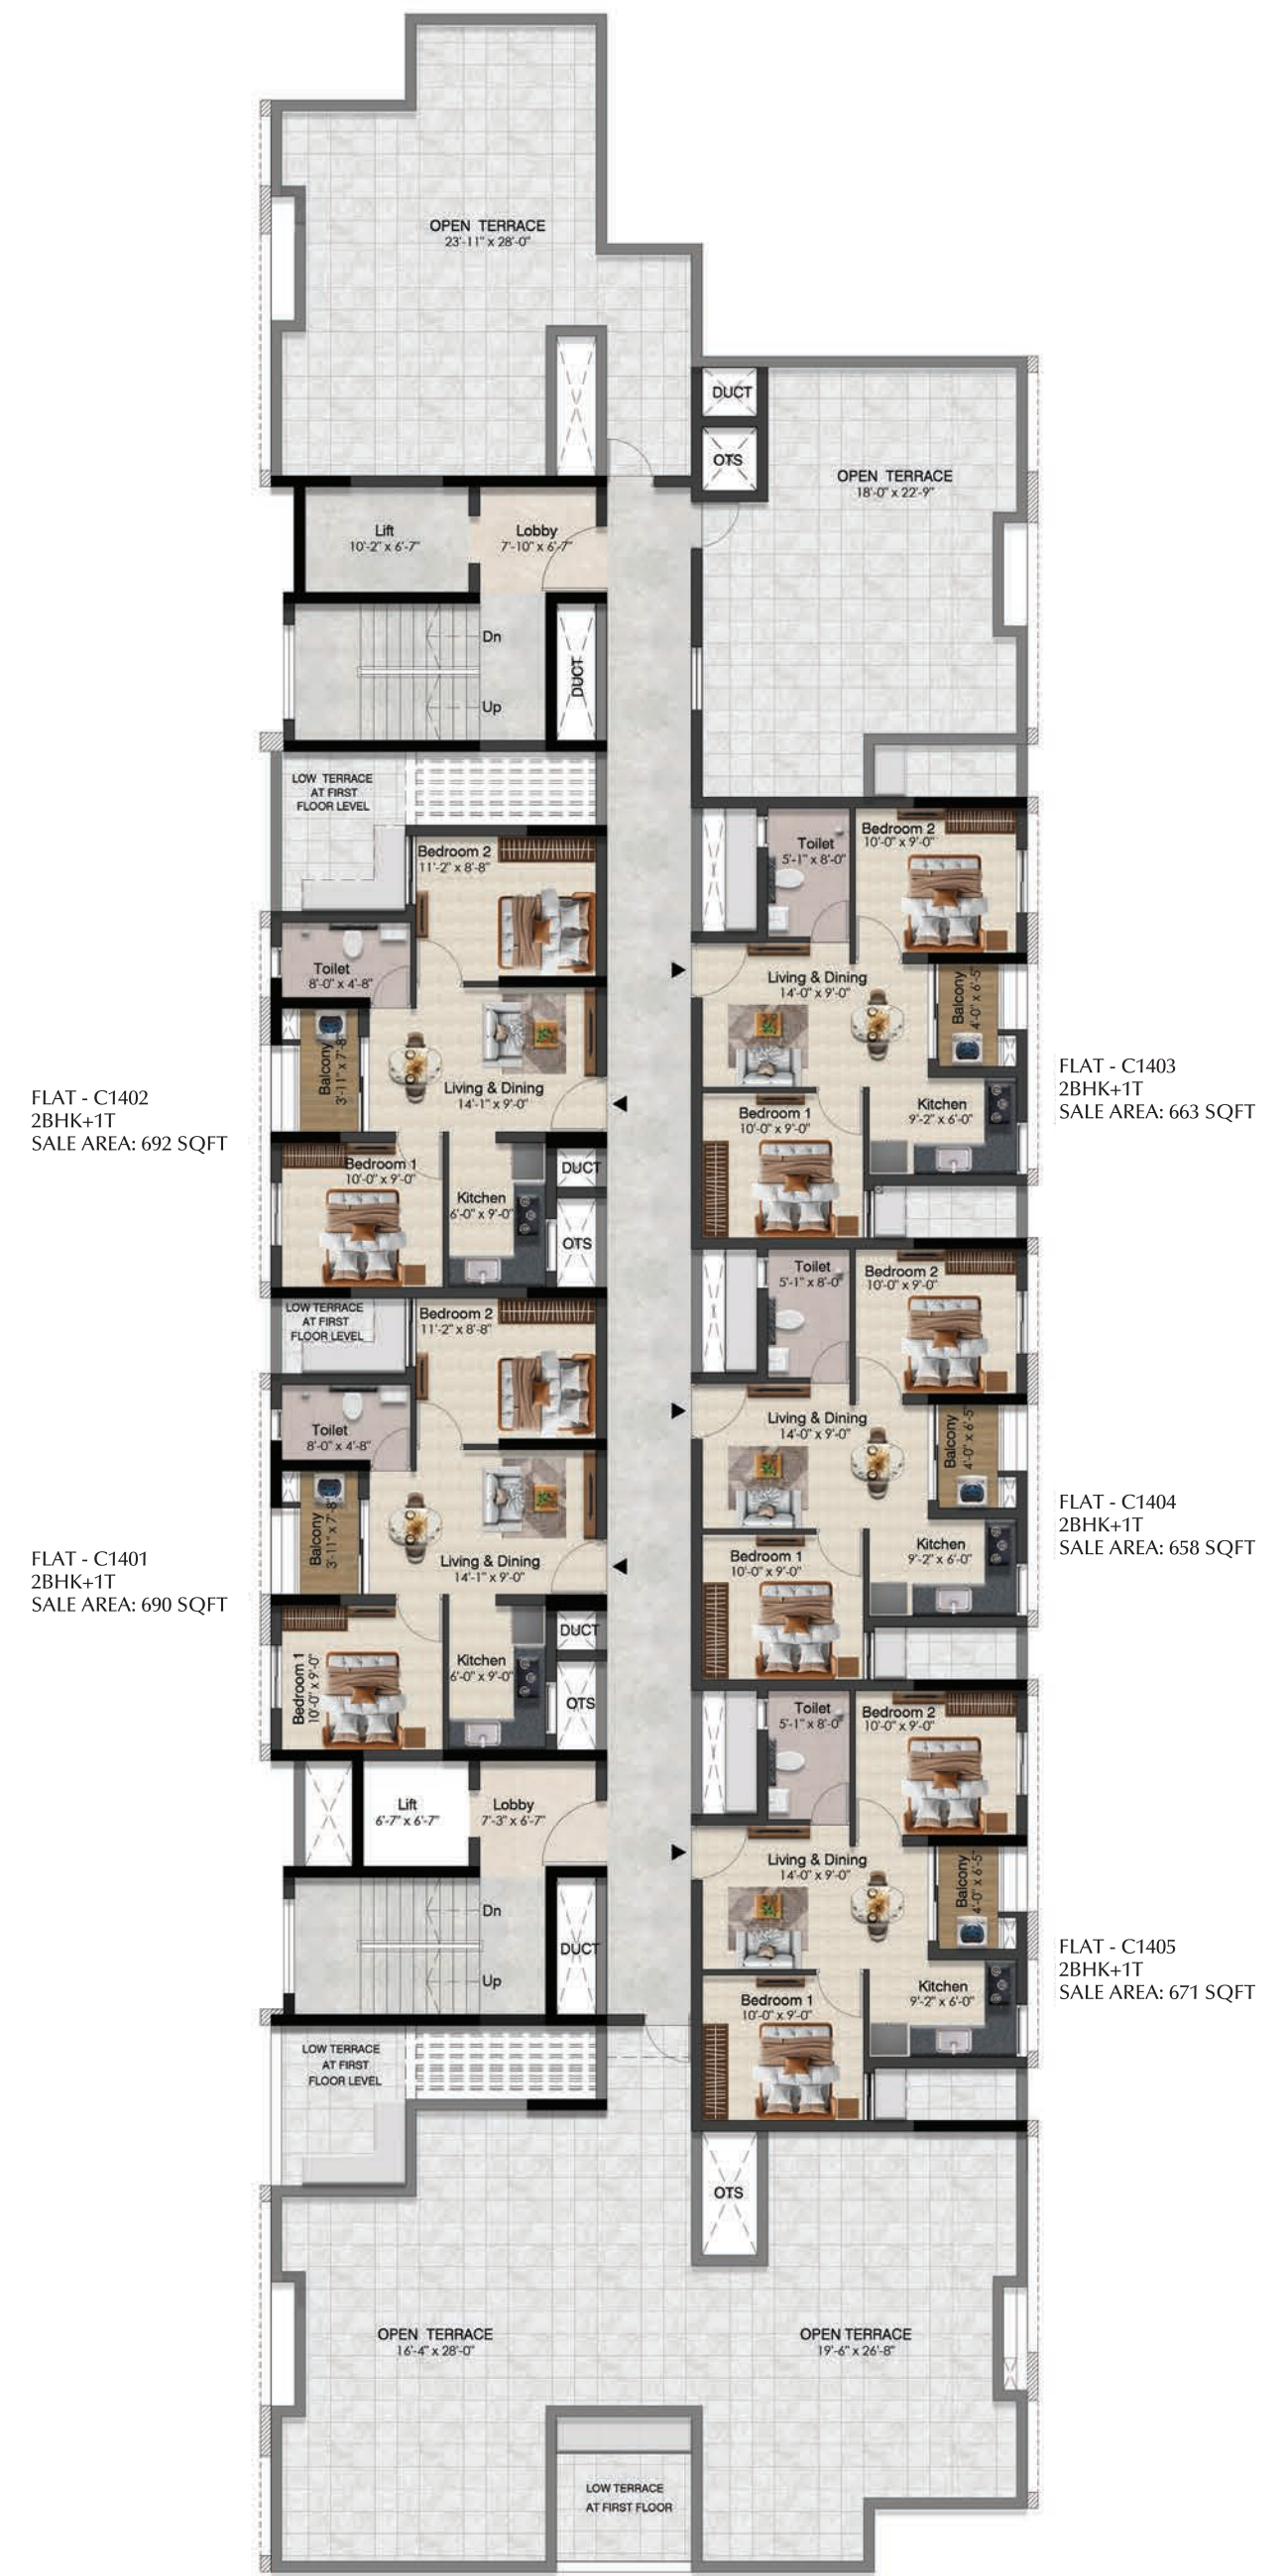 OPEN TERRACE
23'-11" x 28'-0"
DUCT
OTS
OPEN TERRACE
18'-0" x 22'-9"
Lift
10'-2" x 6'-7"
Lobby
7'-10" x 6'-7"
Dn
Up
DUCT
LOW TERRACE
AT FIRST
FLOOR LEVEL
Bedroom 2
11'-2" x 8'-8"
Toilet
8'-0" x 4'-8"
Balcony
3'-11" x 7'-8"
Living & Dining
14'-1" x 9'-0"
FLAT - C1402
2BHK+1T
SALE AREA: 692 SQFT
Bedroom 1
10'-0" x 9'-0"
Kitchen
6'-0" x 9'-0"
DUCT
OTS
Toilet
5'-1" x 8'-0"
Bedroom 2
10'-0" x 9'-0"
Living & Dining
14'-0" x 9'-0"
Balcony
4'-0" x 6'-5"
FLAT - C1403
2BHK+1T
SALE AREA: 663 SQFT
Bedroom 1
10'-0" x 9'-0"
Kitchen
9'-2" x 6'-0"
LOW TERRACE
AT FIRST
FLOOR LEVEL
Bedroom 2
11'-2" x 8'-8"
Toilet
8'-0" x 4'-8"
Balcony
3'-11" x 7'-8"
Living & Dining
14'-1" x 9'-0"
FLAT - C1401
2BHK+1T
SALE AREA: 690 SQFT
Bedroom 1
10'-0" x 9'-0"
Kitchen
6'-0" x 9'-0"
DUCT
OTS
Toilet
5'-1" x 8'-0"
Bedroom 2
10'-0" x 9'-0"
Living & Dining
14'-0" x 9'-0"
Balcony
4'-0" x 6'-5"
FLAT - C1404
2BHK+1T
SALE AREA: 658 SQFT
Bedroom 1
10'-0" x 9'-0"
Kitchen
9'-2" x 6'-0"
Lift
6'-7" x 6'-7"
Lobby
7'-3" x 6'-7"
Dn
Up
DUCT
Toilet
5'-1" x 8'-0"
Bedroom 2
10'-0" x 9'-0"
Living & Dining
14'-0" x 9'-0"
Balcony
4'-0" x 6'-5"
FLAT - C1405
2BHK+1T
SALE AREA: 671 SQFT
Bedroom 1
10'-0" x 9'-0"
Kitchen
9'-2" x 6'-0"
LOW TERRACE
AT FIRST
FLOOR LEVEL
OTS
OPEN TERRACE
16'-4" x 28'-0"
OPEN TERRACE
19'-6" x 26'-8"
LOW TERRACE
AT FIRST FLOOR